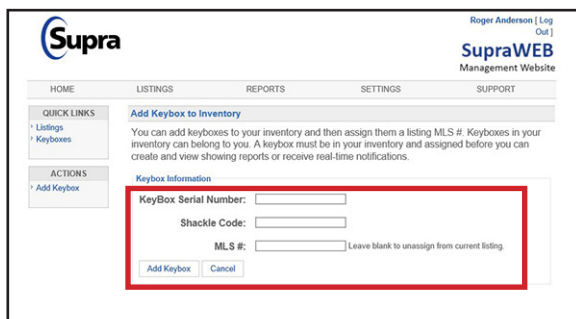 Supra
Roger Anderson [ Log
Out ]
SupraWEB
Management Website
HOME LISTINGS REPORTS SETTINGS SUPPORT
QUICK LINKS
Listings
Keyboxes
ACTIONS
Add Keybox
Add Keybox to Inventory
You can add keyboxes to your inventory and then assign them a listing MLS #. Keyboxes in your
inventory can belong to you. A keybox must be in your inventory and assigned before you can
create and view showing reports or receive real-time notifications.
Keybox Information
KeyBox Serial Number:
Shackle Code:
MLS #: Leave blank to unassign from current listing.
Add Keybox Cancel